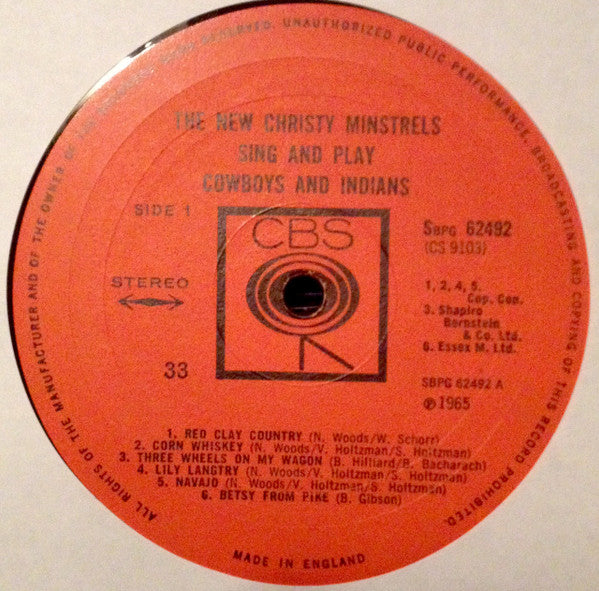 ALL RIGHTS OF THE MANUFACTURER AND OF THE OWNER OF RESERVED. UNAUTHORIZED PUBLIC PERFORMANCE, BROADCASTING AND COPYING OF THIS RECORD PROHIBITED.
THE NEW CHRISTY MINSTRELS
SING AND PLAY
COWBOYS AND INDIANS
SIDE 1
CBS
STEREO
33
SBPG 62492
(CS 9103)
1, 2, 4, 5.
Cop. Con.
3. Shapiro
Bernstein
& Co. Ltd.
6. Essex M. Ltd.
SBPG 62492 A
℗ 1965
1. RED CLAY COUNTRY (N. Woods/W. Schorr)
2. CORN WHISKEY (N. Woods/V. Holtzman/S. Holtzman)
3. THREE WHEELS ON MY WAGON (B. Hilliard/B. Bacharach)
4. LILY LANGTRY (N. Woods/V. Holtzman/S. Holtzman)
5. NAVAJO (N. Woods/V. Holtzman/S. Holtzman)
6. BETSY FROM PIKE (B. Gibson)
MADE IN ENGLAND